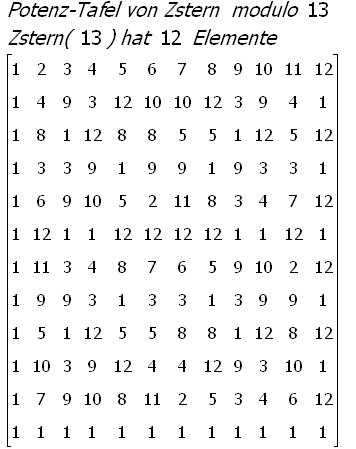 Potenz-Tafel von Zstern modulo 13
Zstern( 13 ) hat 12 Elemente
1 2 3 4 5 6 7 8 9 10 11 12
1 4 9 3 12 10 10 12 3 9 4 1
1 8 1 12 8 8 5 5 1 12 5 12
1 3 3 9 1 9 9 1 9 3 3 1
1 6 9 10 5 2 11 8 3 4 7 12
1 12 1 1 12 12 12 12 1 1 12 1
1 11 3 4 8 7 6 5 9 10 2 12
1 9 9 3 1 3 3 1 3 9 9 1
1 5 1 12 5 5 8 8 1 12 8 12
1 10 3 9 12 4 4 12 9 3 10 1
1 7 9 10 8 11 2 5 3 4 6 12
1 1 1 1 1 1 1 1 1 1 1 1